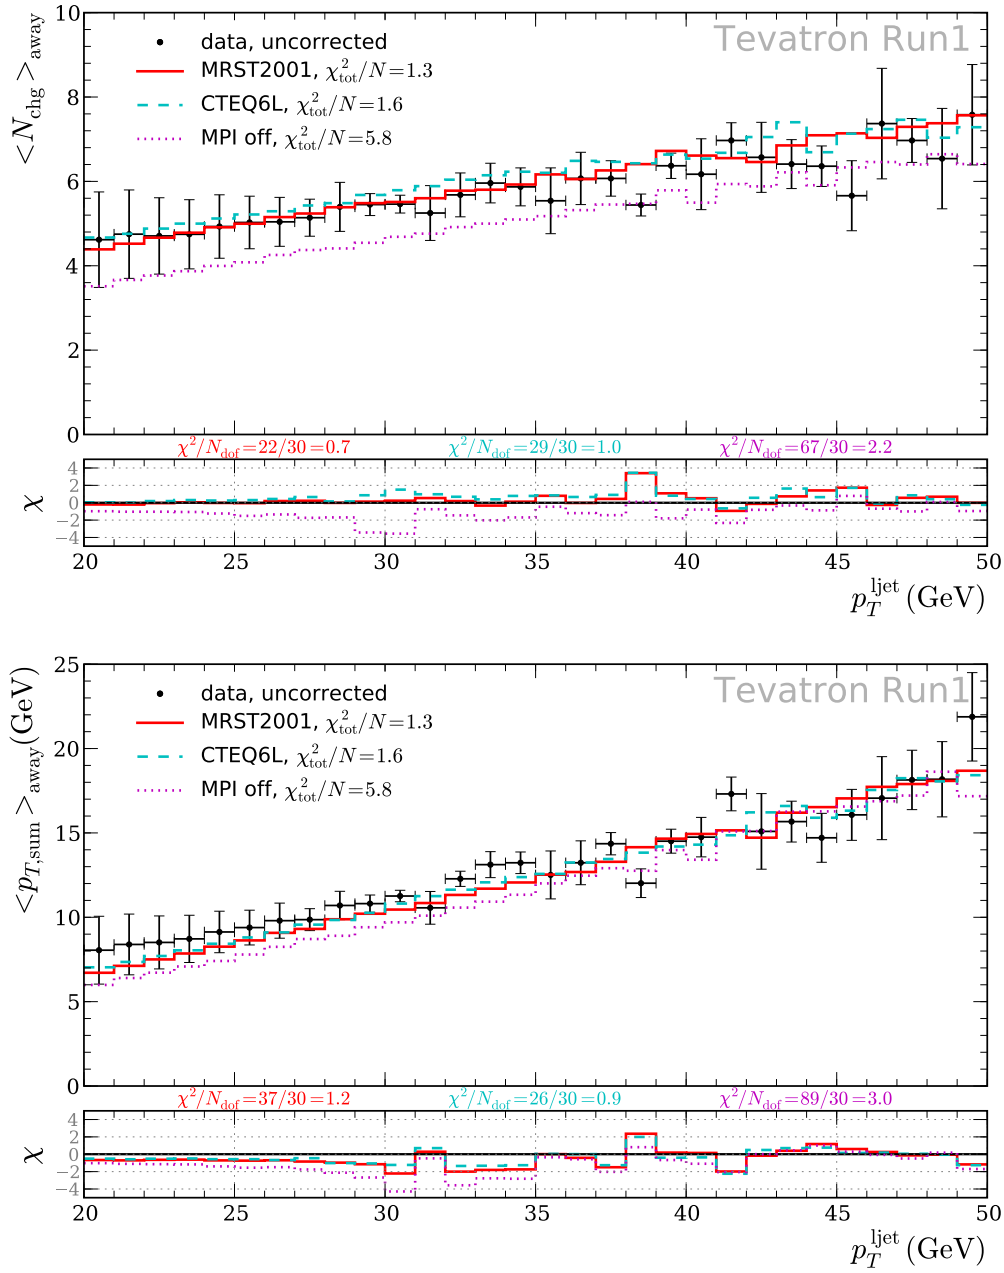 10
8
6
4
2
0
<N_chg>_away
Tevatron Run1
data, uncorrected
MRST2001, χ²_tot/N=1.3
CTEQ6L, χ²_tot/N=1.6
MPI off, χ²_tot/N=5.8
χ²/N_dof=22/30=0.7
χ²/N_dof=29/30=1.0
χ²/N_dof=67/30=2.2
4
2
0
−2
−4
χ
20 25 30 35 40 45 50
p_T^ljet (GeV)
25
20
15
10
5
0
<p_T,sum>_away(GeV)
Tevatron Run1
data, uncorrected
MRST2001, χ²_tot/N=1.3
CTEQ6L, χ²_tot/N=1.6
MPI off, χ²_tot/N=5.8
χ²/N_dof=37/30=1.2
χ²/N_dof=26/30=0.9
χ²/N_dof=89/30=3.0
4
2
0
−2
−4
χ
20 25 30 35 40 45 50
p_T^ljet (GeV)